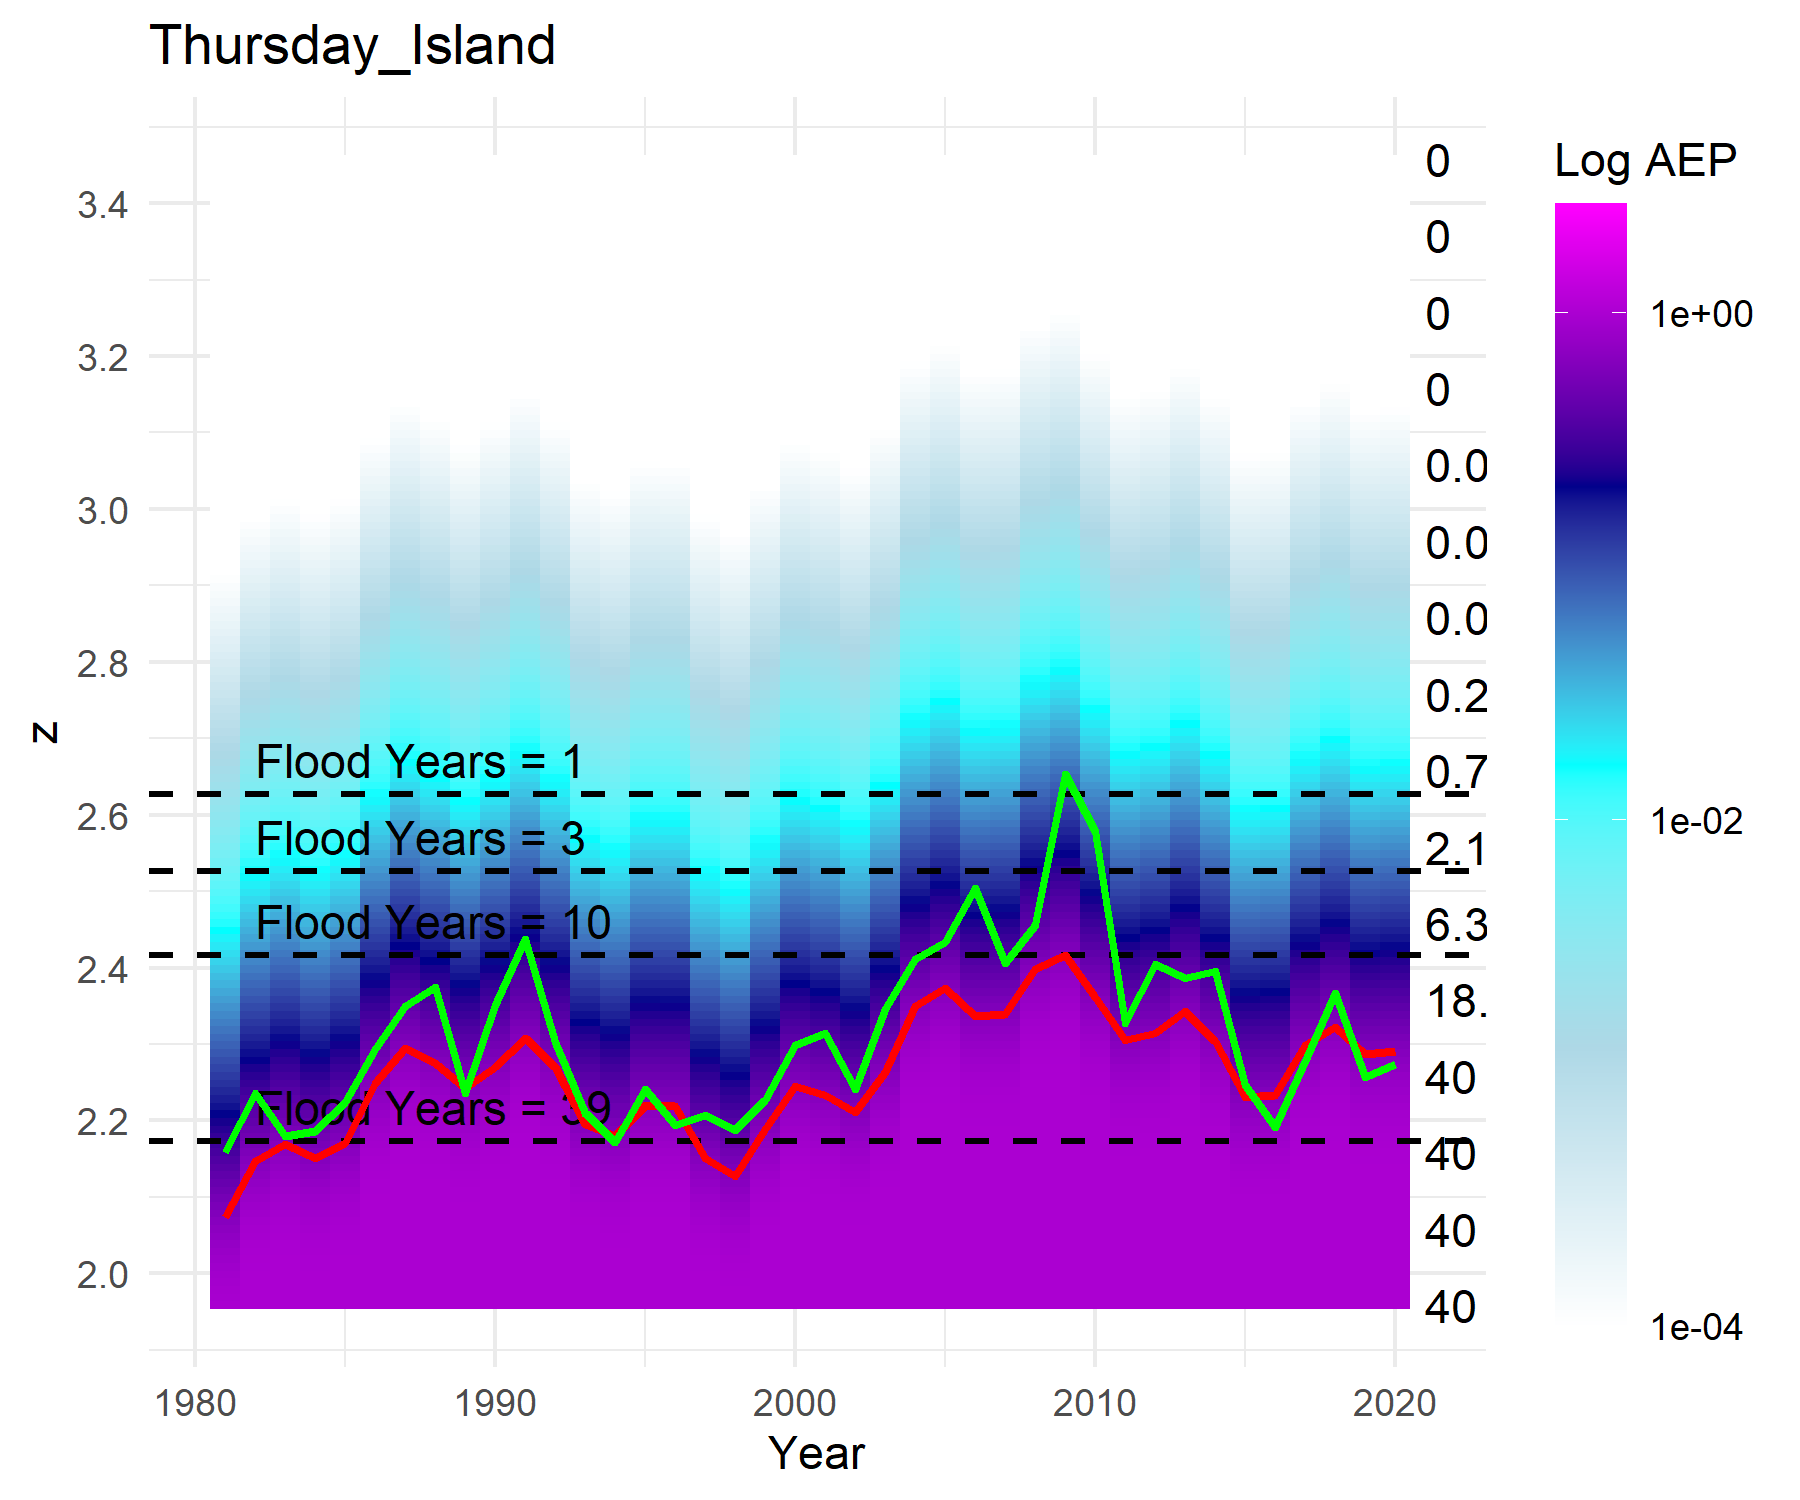 Thursday_Island
Log AEP
1e+00
1e-02
1e-04
z
3.4
3.2
3.0
2.8
2.6
2.4
2.2
2.0
Flood Years = 1
Flood Years = 3
Flood Years = 10
Flood Years = 39
0
0
0
0
0.0
0.0
0.0
0.2
0.7
2.1
6.3
18.
40
40
40
40
1980
1990
2000
2010
2020
Year